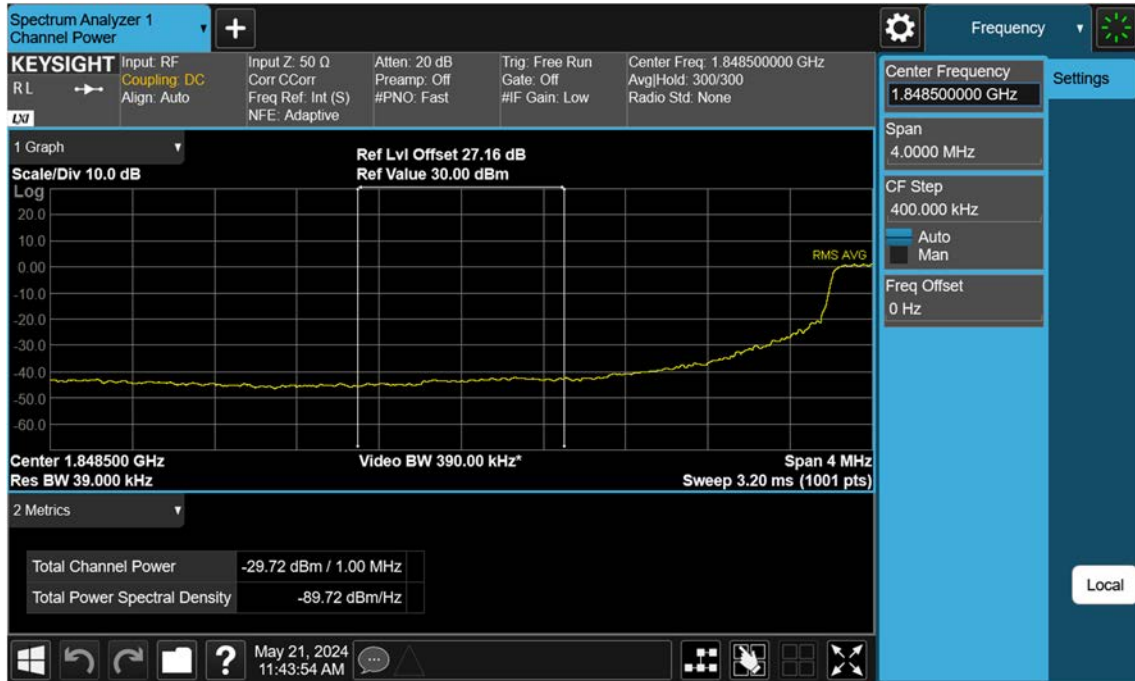 Spectrum Analyzer 1
Channel Power
Frequency
KEYSIGHT
R L
LXI
Input: RF
Coupling: DC
Align: Auto
Input Z: 50 Ω
Corr CCorr
Freq Ref: Int (S)
NFE: Adaptive
Atten: 20 dB
Preamp: Off
#PNO: Fast
Trig: Free Run
Gate: Off
#IF Gain: Low
Center Freq: 1.848500000 GHz
Avg|Hold: 300/300
Radio Std: None
1 Graph
Scale/Div 10.0 dB
Ref Lvl Offset 27.16 dB
Ref Value 30.00 dBm
Log
20.0
10.0
0.00
-10.0
-20.0
-30.0
-40.0
-50.0
-60.0
RMS AVG
Center 1.848500 GHz
Video BW 390.00 kHz*
Span 4 MHz
Res BW 39.000 kHz
Sweep 3.20 ms (1001 pts)
2 Metrics
Total Channel Power -29.72 dBm / 1.00 MHz
Total Power Spectral Density -89.72 dBm/Hz
?
May 21, 2024
11:43:54 AM
Center Frequency
1.848500000 GHz
Settings
Span
4.0000 MHz
CF Step
400.000 kHz
Auto
Man
Freq Offset
0 Hz
Local